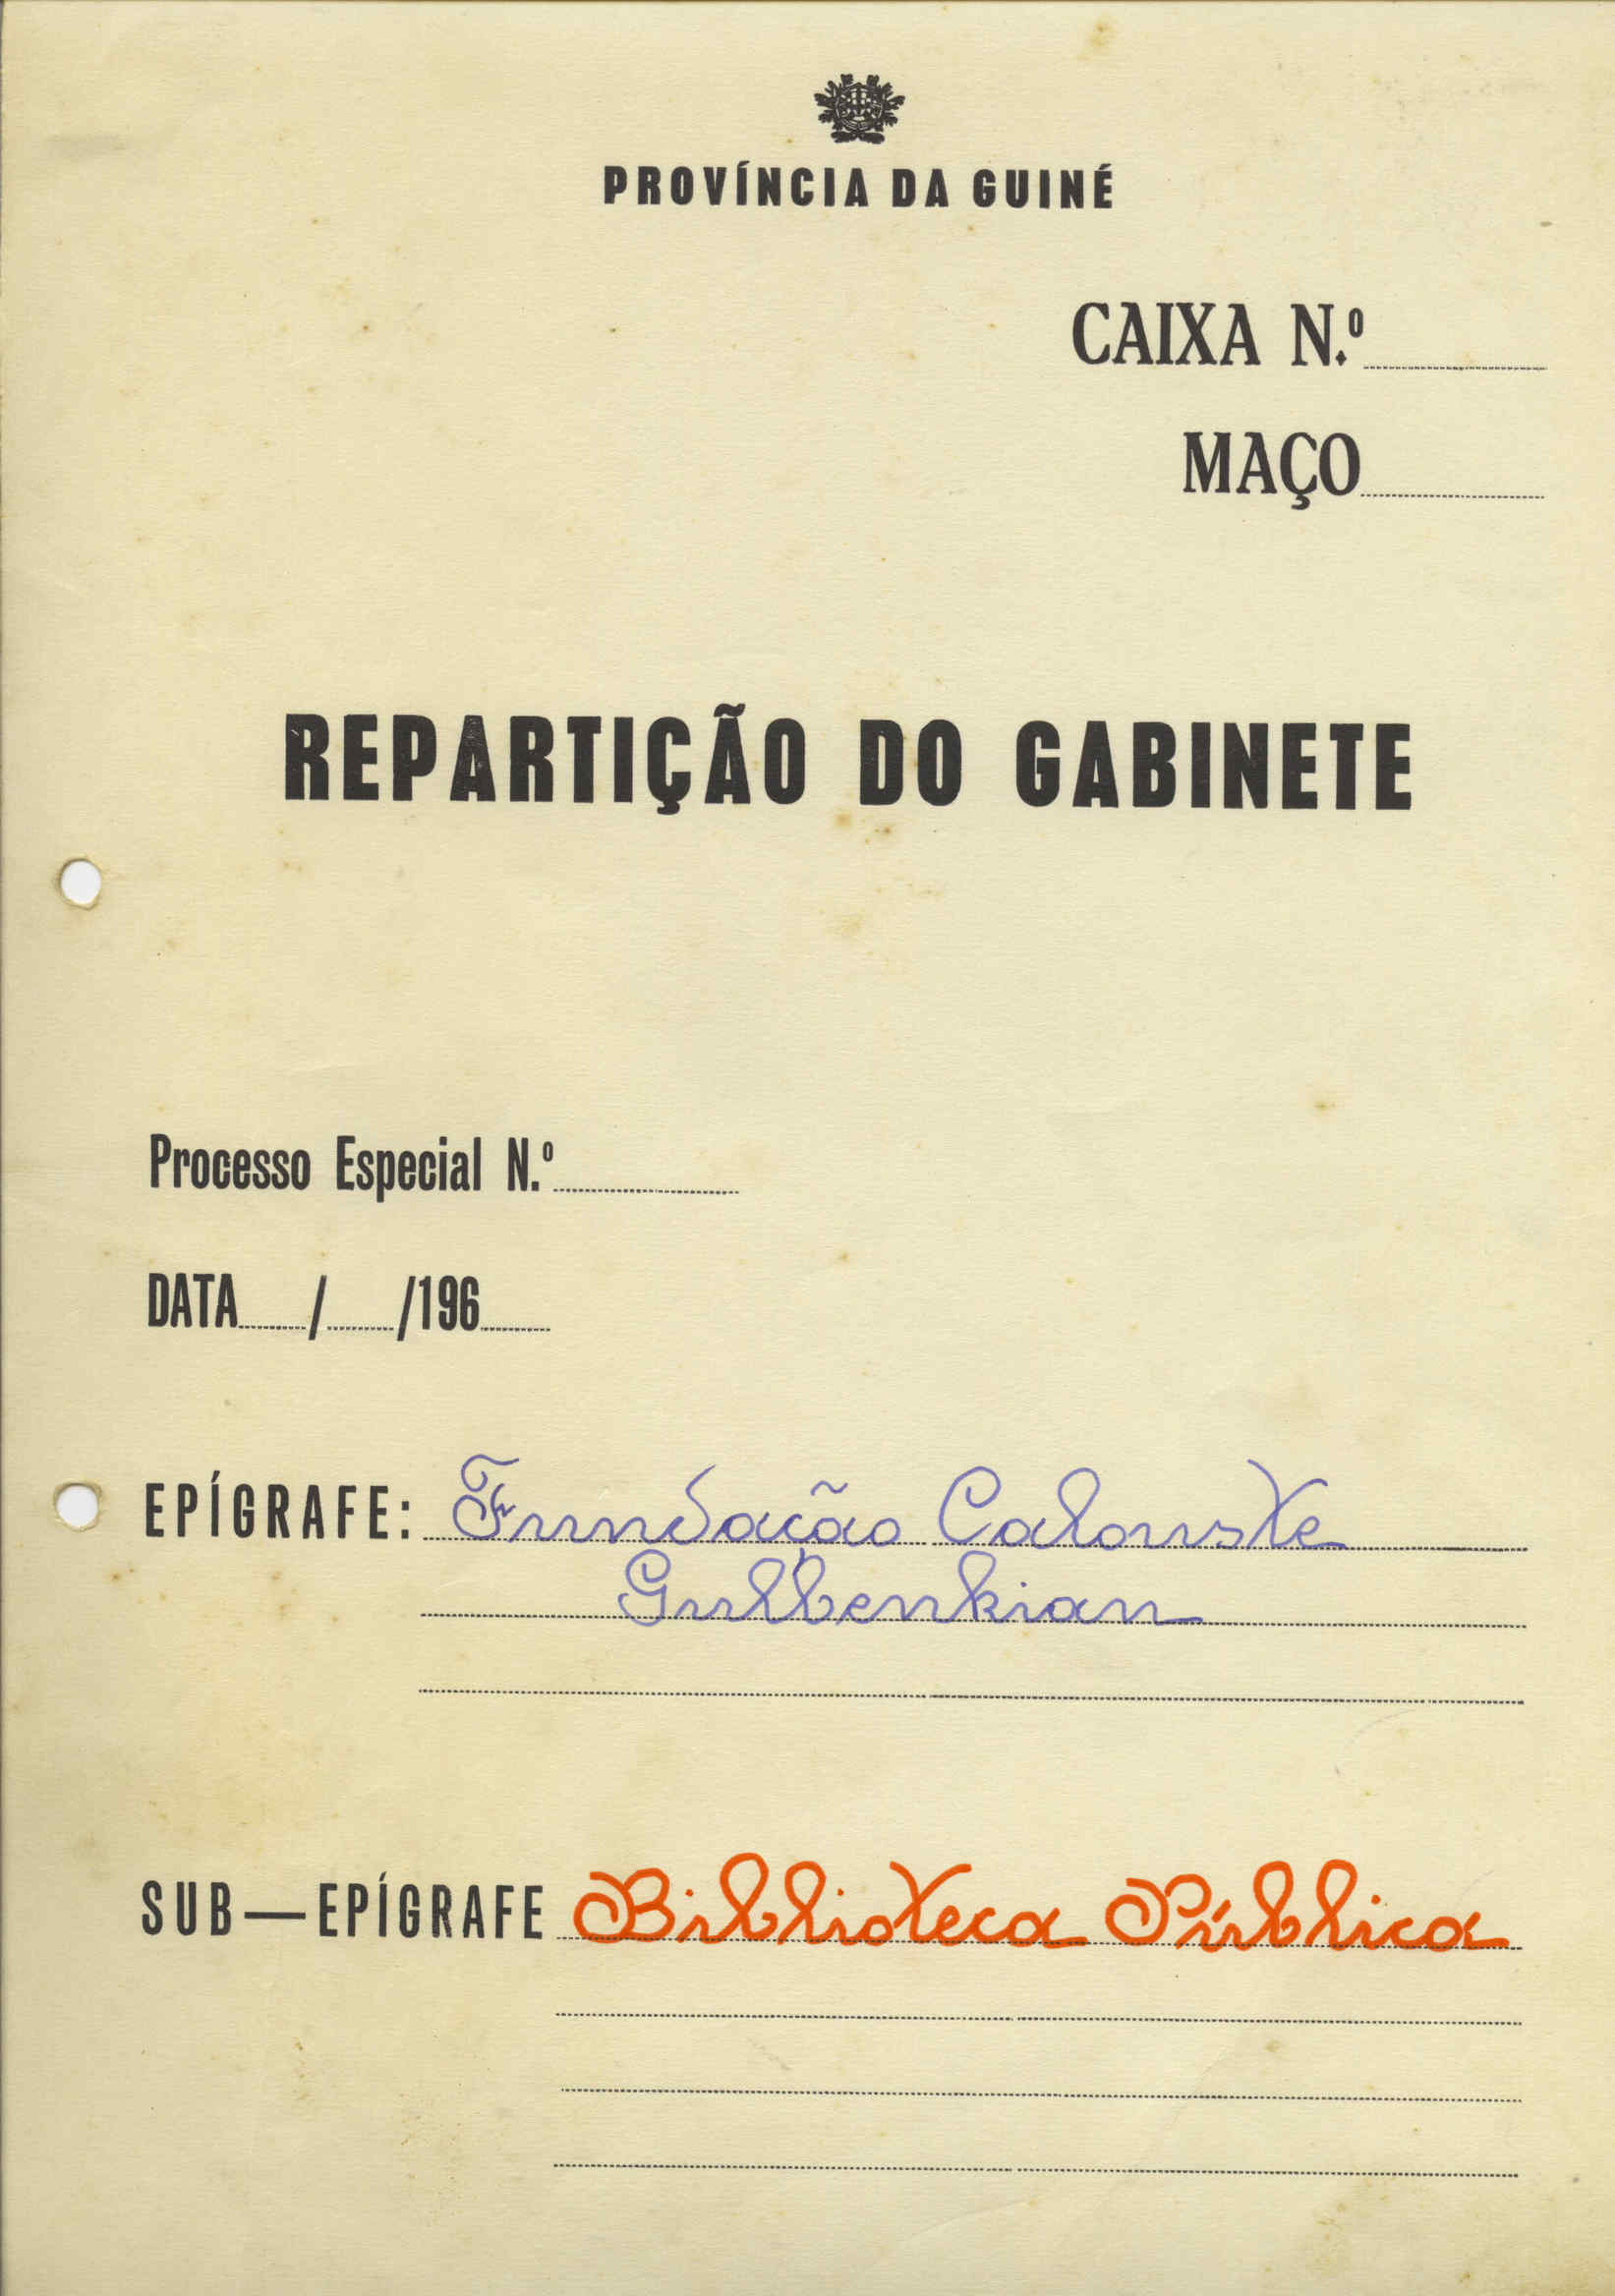 PROVÍNCIA DA GUINÉ
CAIXA N.º
MAÇO
REPARTIÇÃO DO GABINETE
Processo Especial N.º
DATA / /196
EPÍGRAFE: Fundação Calouste
Gulbenkian
SUB—EPÍGRAFE Biblioteca Pública